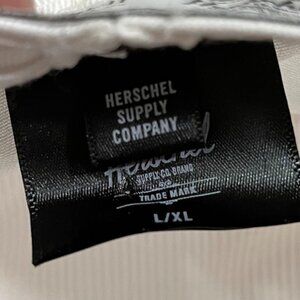 HERSCHEL
SUPPLY
COMPANY
Herschel
SUPPLY CO. BRAND
TRADE MARK
L/XL